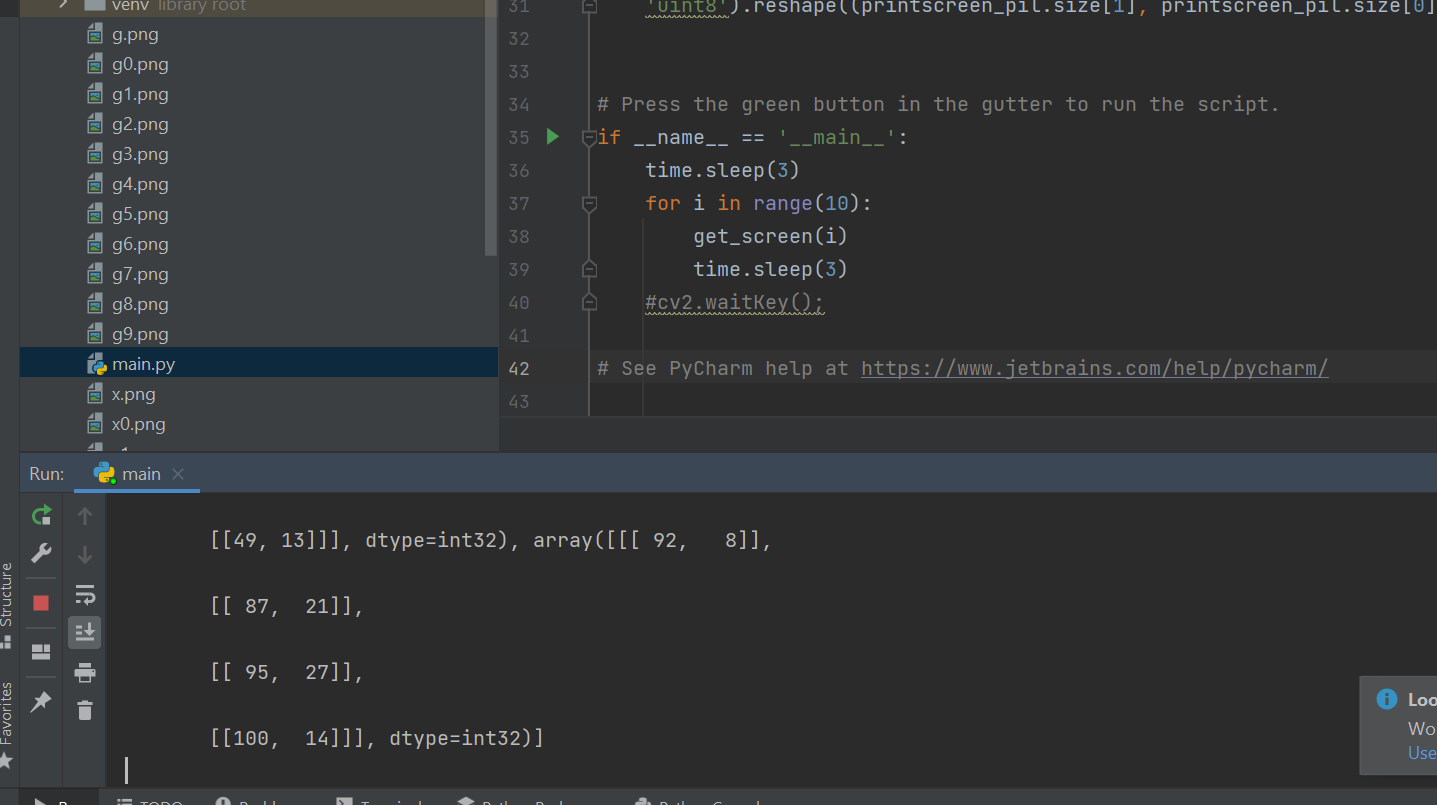 venv library root
g.png
g0.png
g1.png
g2.png
g3.png
g4.png
g5.png
g6.png
g7.png
g8.png
g9.png
main.py
x.png
x0.png
31 'uint8').reshape((printscreen_pil.size[1], printscreen_pil.size[0]
32
33
34 # Press the green button in the gutter to run the script.
35 if __name__ == '__main__':
36 time.sleep(3)
37 for i in range(10):
38 get_screen(i)
39 time.sleep(3)
40 #cv2.waitKey();
41
42 # See PyCharm help at https://www.jetbrains.com/help/pycharm/
43
Run: main
[[49, 13]]], dtype=int32), array([[[ 92,   8]],
[[ 87,  21]],
[[ 95,  27]],
[[100,  14]]], dtype=int32)]
Structure
Favorites
Loo
Wo
Use
TODO